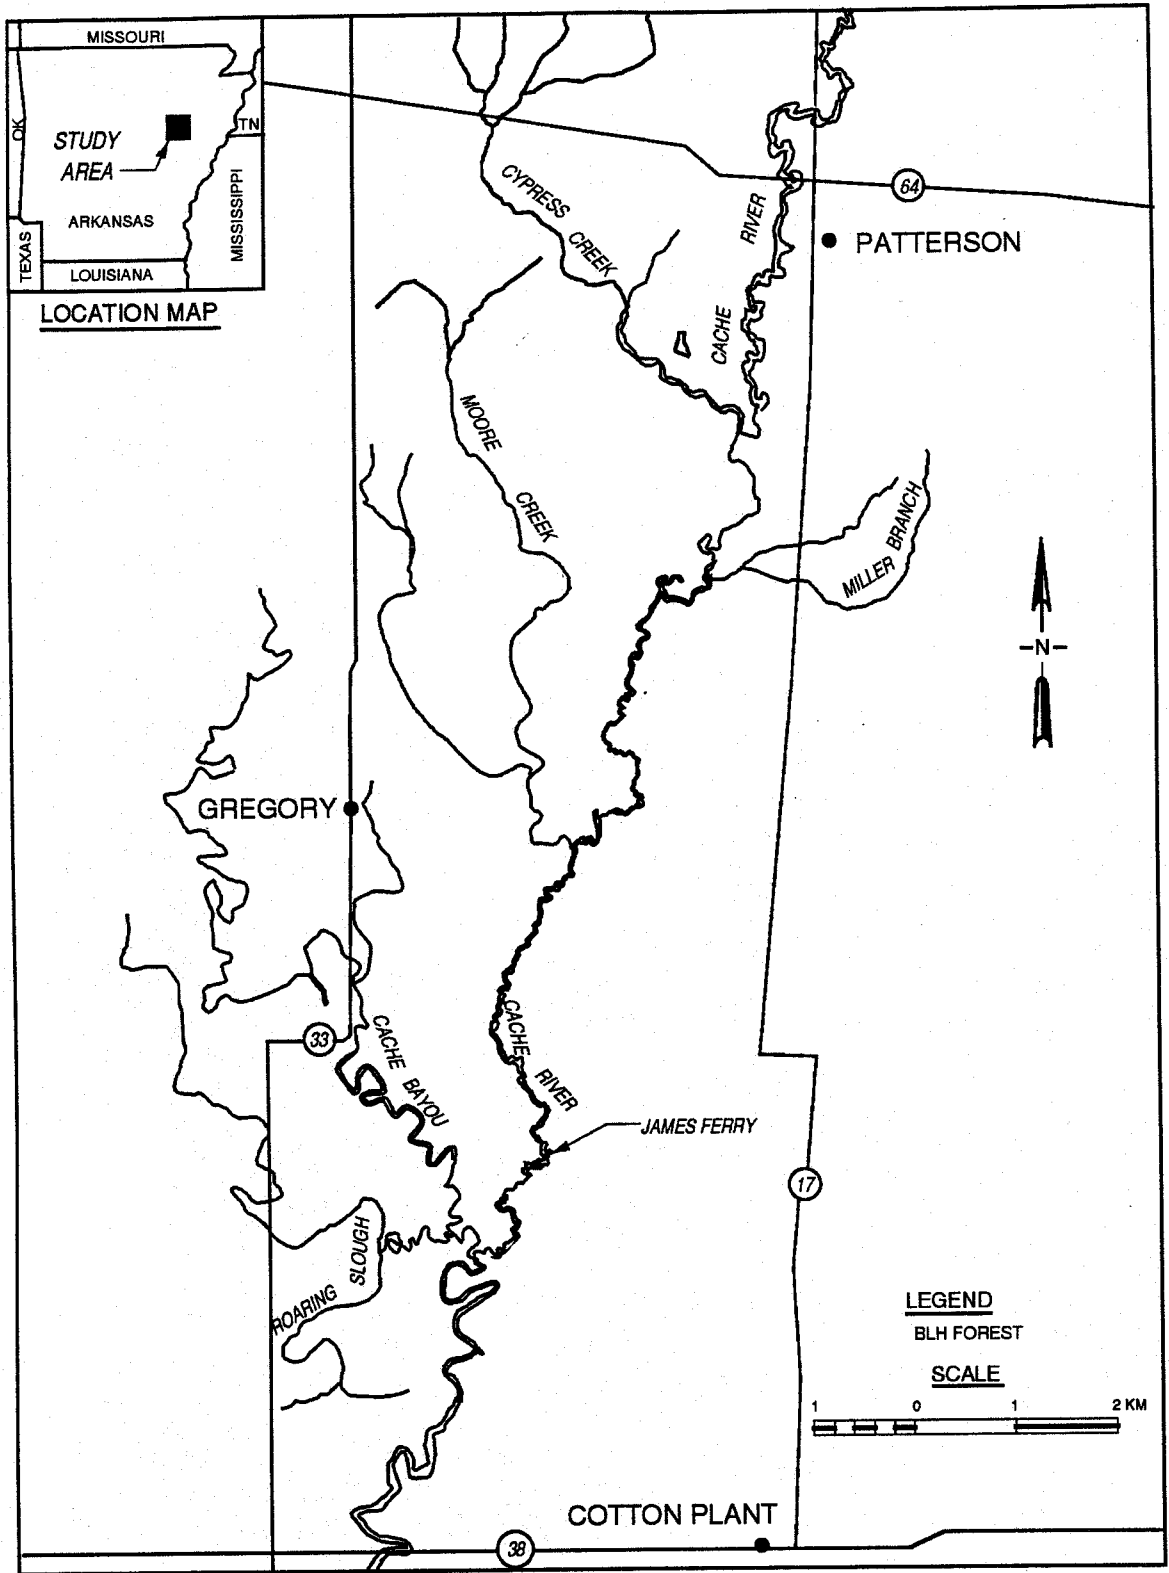 MISSOURI
OK
STUDY
AREA
TN
ARKANSAS
MISSISSIPPI
TEXAS
LOUISIANA
LOCATION MAP
CYPRESS
CREEK
RIVER
CACHE
64
PATTERSON
MOORE
CREEK
MILLER BRANCH
-N-
GREGORY
33
CACHE BAYOU
CACHE
RIVER
JAMES FERRY
17
ROARING
SLOUGH
LEGEND
BLH FOREST
SCALE
1 0 1 2 KM
COTTON PLANT
38